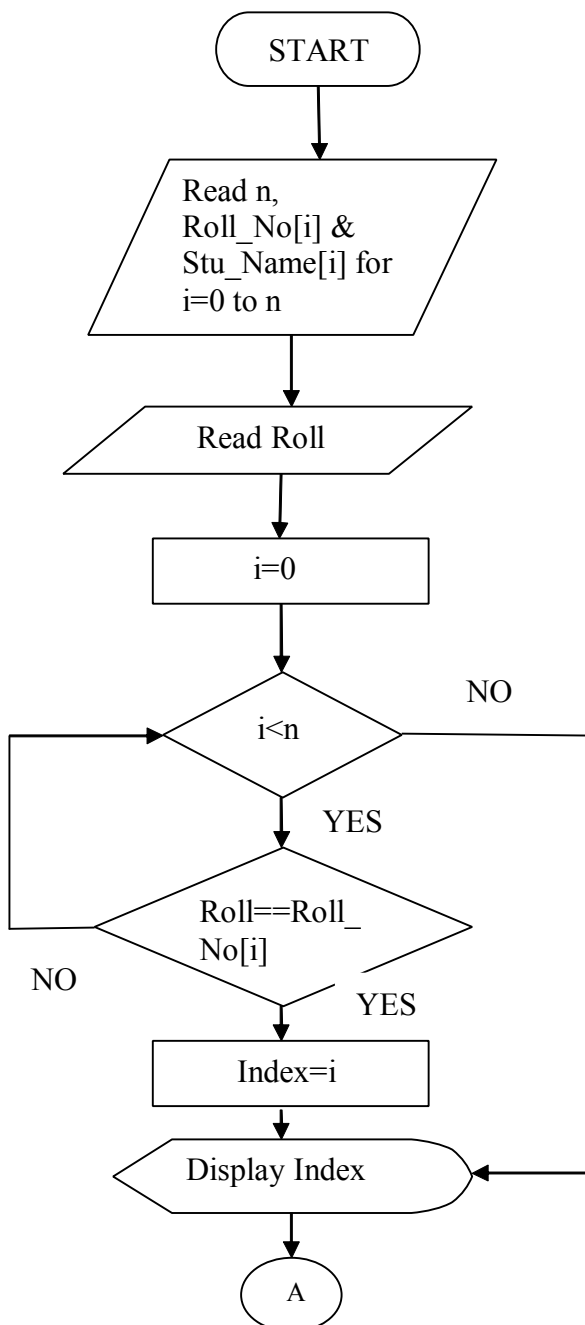 START
Read n,
Roll_No[i] &
Stu_Name[i] for
i=0 to n
Read Roll
i=0
i<n
NO
YES
Roll==Roll_
No[i]
NO
YES
Index=i
Display Index
A